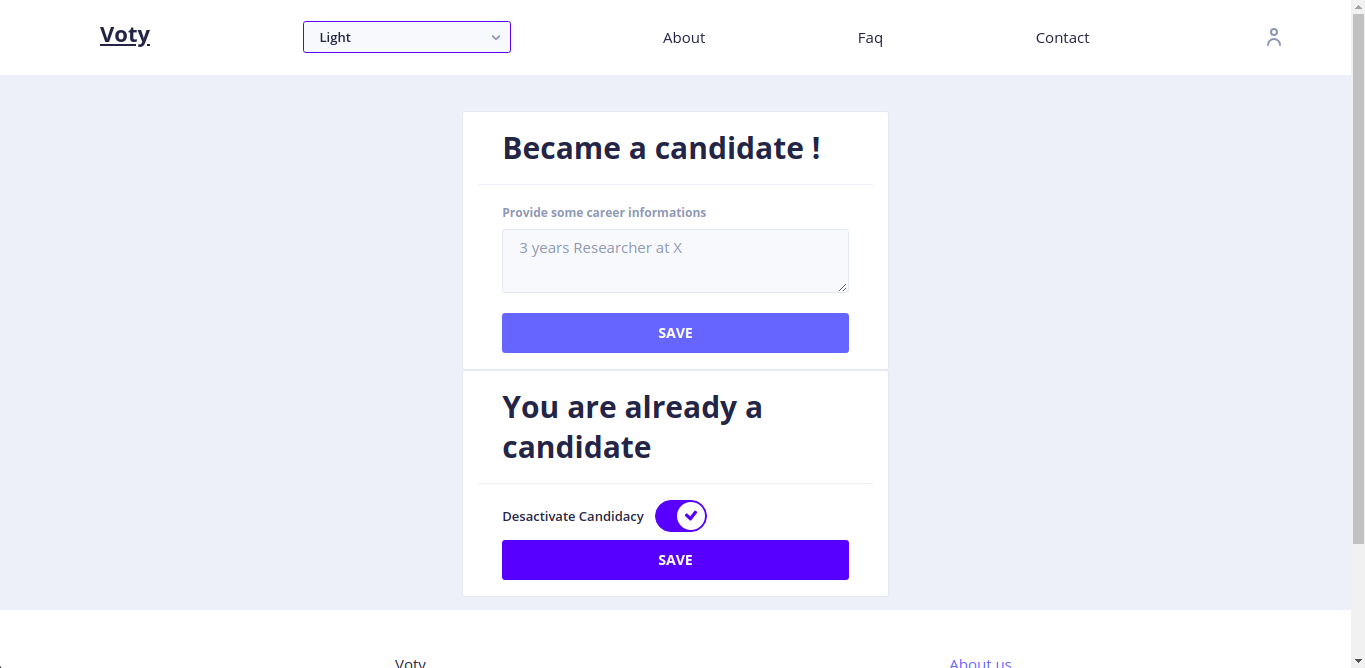 Voty
Light
About
Faq
Contact
Became a candidate !
Provide some career informations
3 years Researcher at X
SAVE
You are already a
candidate
Desactivate Candidacy
SAVE
Voty
About us